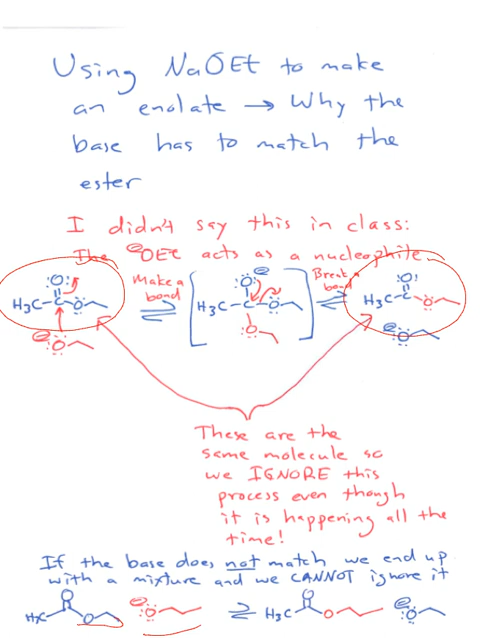 Using NaOEt to make
an enolate → Why the
base has to match the
ester
I didn't say this in class:
The ⊖OEt acts as a nucleophile.
Make a
bond
Break
bond
H₃C-C-O
H₃C-C-O
H₃C-C-O
These are the
same molecule so
we IGNORE this
process even though
it is happening all the
time!
If the base does not match we end up
with a mixture and we CANNOT ignore it
H₃C O O ⊖O ⇌ H₃C O O ⊖O